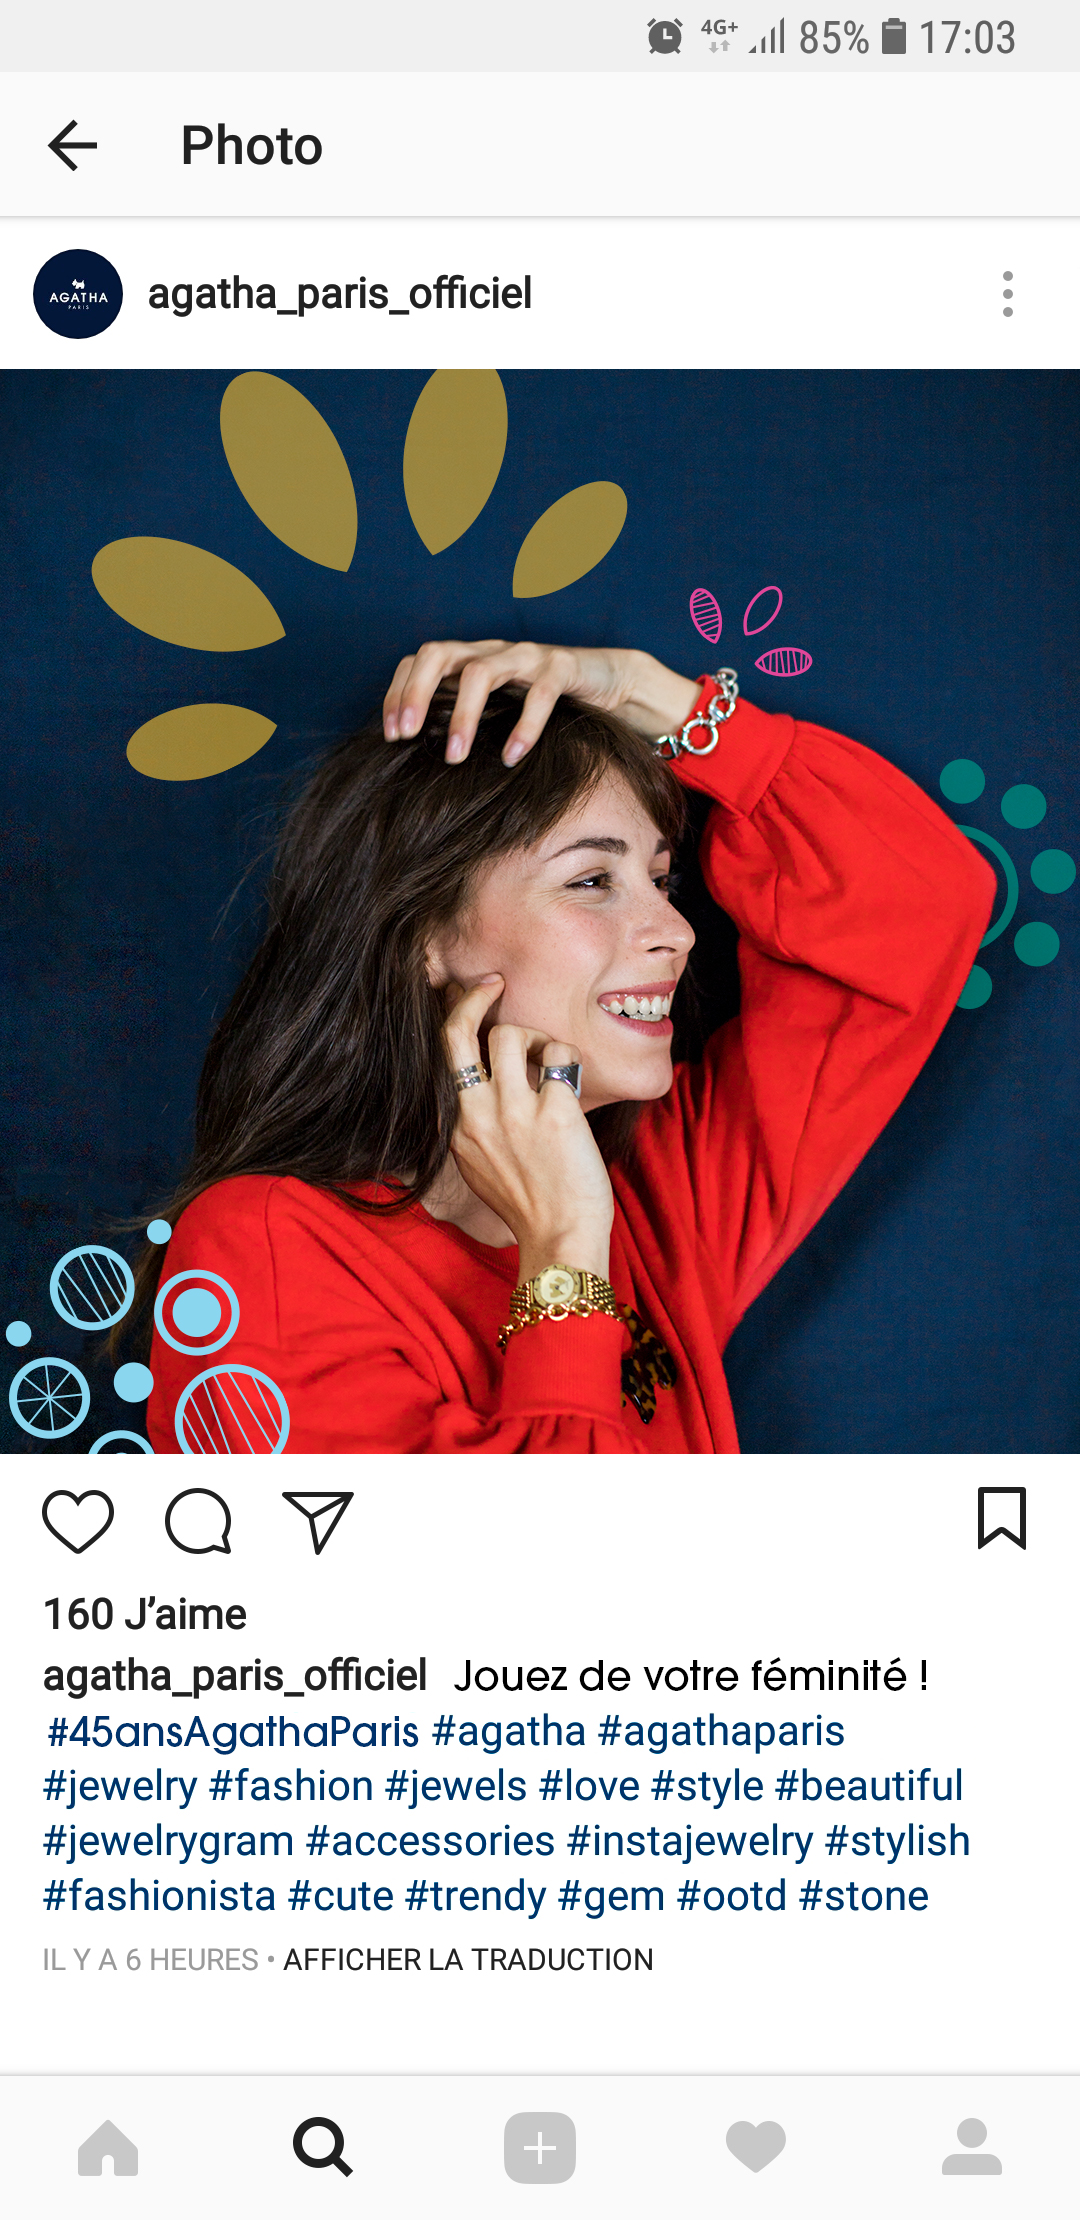 4G+ 85% 17:03
Photo
AGATHA
PARIS
agatha_paris_officiel
160 J’aime
agatha_paris_officiel Jouez de votre féminité !
#45ansAgathaParis #agatha #agathaparis
#jewelry #fashion #jewels #love #style #beautiful
#jewelrygram #accessories #instajewelry #stylish
#fashionista #cute #trendy #gem #ootd #stone
IL Y A 6 HEURES • AFFICHER LA TRADUCTION